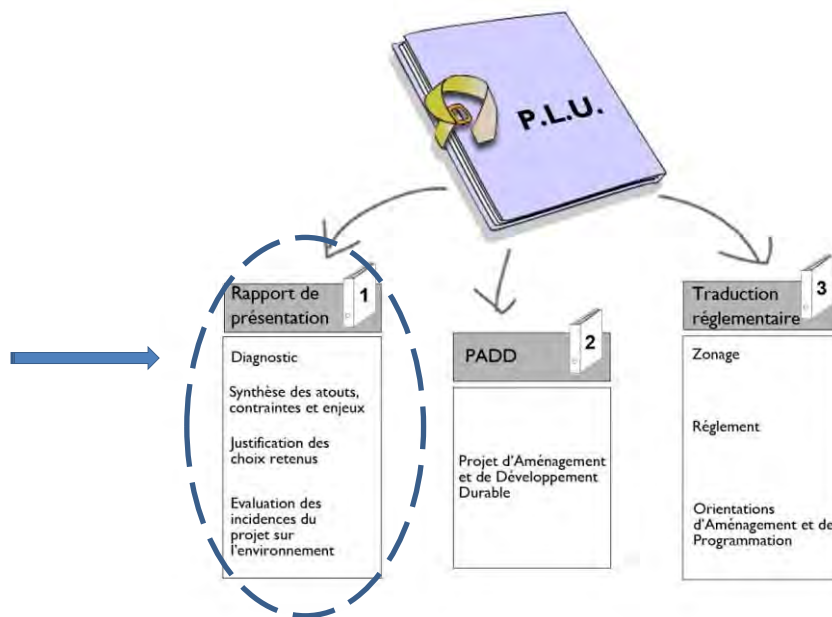 P.L.U.
Rapport de
présentation
1
Diagnostic
Synthèse des atouts,
contraintes et enjeux
Justification des
choix retenus
Evaluation des
incidences du
projet sur
l'environnement
PADD
2
Projet d'Aménagement
et de Développement
Durable
Traduction
réglementaire
3
Zonage
Réglement
Orientations
d'Aménagement et de
Programmation